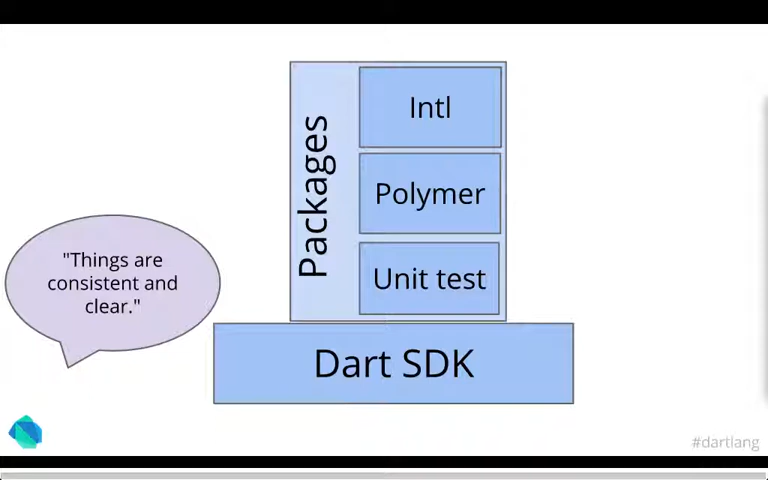 Packages
Intl
Polymer
Unit test
"Things are
consistent and
clear."
Dart SDK
#dartlang